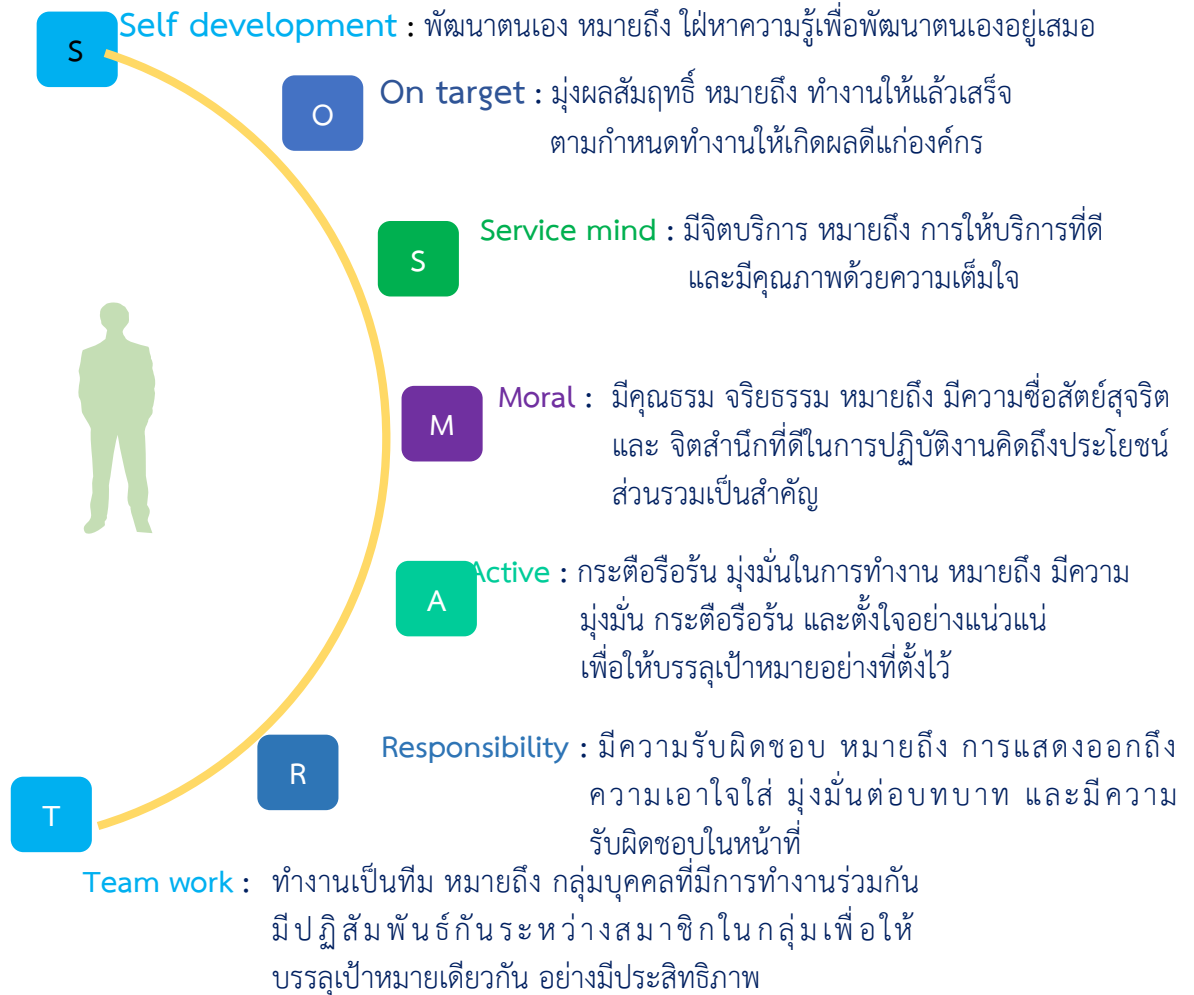 S
Self development : พัฒนาตนเอง หมายถึง ใฝ่หาความรู้เพื่อพัฒนาตนเองอยู่เสมอ
O
On target : มุ่งผลสัมฤทธิ์ หมายถึง ทำงานให้แล้วเสร็จ
ตามกำหนดทำงานให้เกิดผลดีแก่องค์กร
S
Service mind : มีจิตบริการ หมายถึง การให้บริการที่ดี
และมีคุณภาพด้วยความเต็มใจ
M
Moral : มีคุณธรม จริยธรรม หมายถึง มีความซื่อสัตย์สุจริต
และ จิตสำนึกที่ดีในการปฏิบัติงานคิดถึงประโยชน์
ส่วนรวมเป็นสำคัญ
A
Active : กระตือรือร้น มุ่งมั่นในการทำงาน หมายถึง มีความ
มุ่งมั่น กระตือรือร้น และตั้งใจอย่างแน่วแน่
เพื่อให้บรรลุเป้าหมายอย่างที่ตั้งไว้
R
Responsibility : มีความรับผิดชอบ หมายถึง การแสดงออกถึง
ความเอาใจใส่ มุ่งมั่นต่อบทบาท และมีความ
รับผิดชอบในหน้าที่
T
Team work : ทำงานเป็นทีม หมายถึง กลุ่มบุคคลที่มีการทำงานร่วมกัน
มีปฏิสัมพันธ์กันระหว่างสมาชิกในกลุ่มเพื่อให้
บรรลุเป้าหมายเดียวกัน อย่างมีประสิทธิภาพ